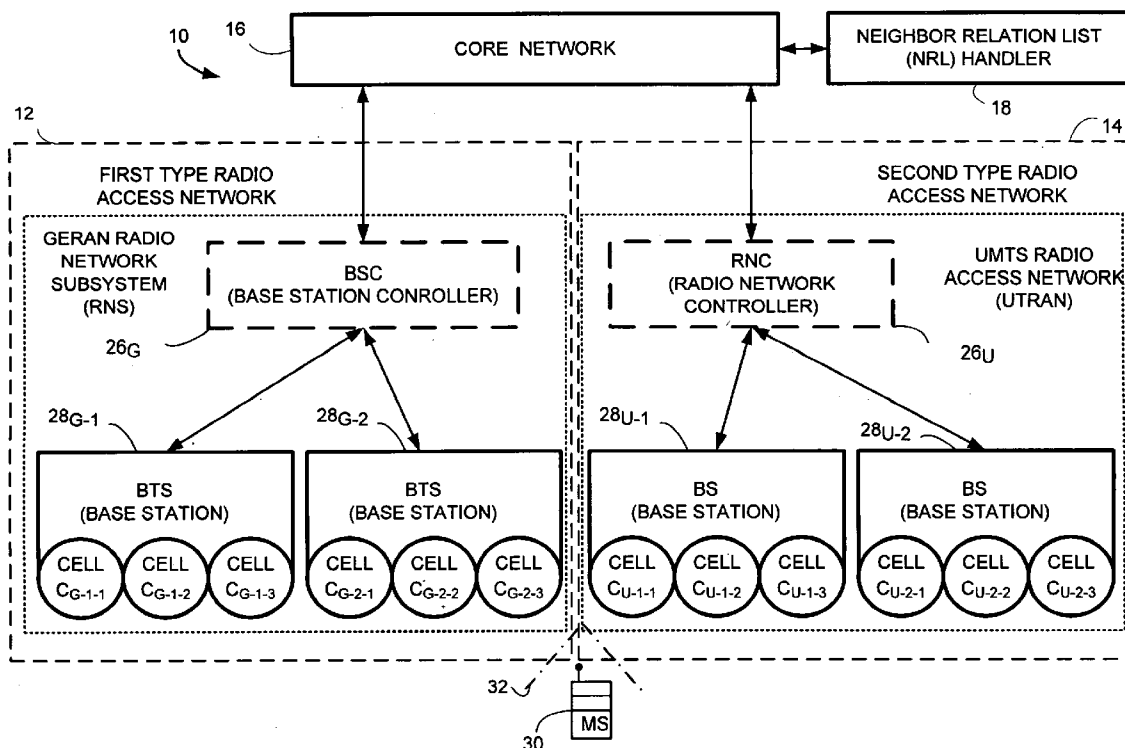 16
CORE NETWORK
NEIGHBOR RELATION LIST
(NRL) HANDLER
10
18
12
14
FIRST TYPE RADIO
ACCESS NETWORK
SECOND TYPE RADIO
ACCESS NETWORK
GERAN RADIO
NETWORK
SUBSYSTEM
(RNS)
BSC
(BASE STATION CONROLLER)
RNC
(RADIO NETWORK
CONTROLLER)
UMTS RADIO
ACCESS NETWORK
(UTRAN)
26G
26U
28G-1
28G-2
28U-1
28U-2
BTS
(BASE STATION)
BTS
(BASE STATION)
BS
(BASE STATION)
BS
(BASE STATION)
CELL CELL CELL
CG-1-1 CG-1-2 CG-1-3
CELL CELL CELL
CG-2-1 CG-2-2 CG-2-3
CELL CELL CELL
CU-1-1 CU-1-2 CU-1-3
CELL CELL CELL
CU-2-1 CU-2-2 CU-2-3
32
MS
30